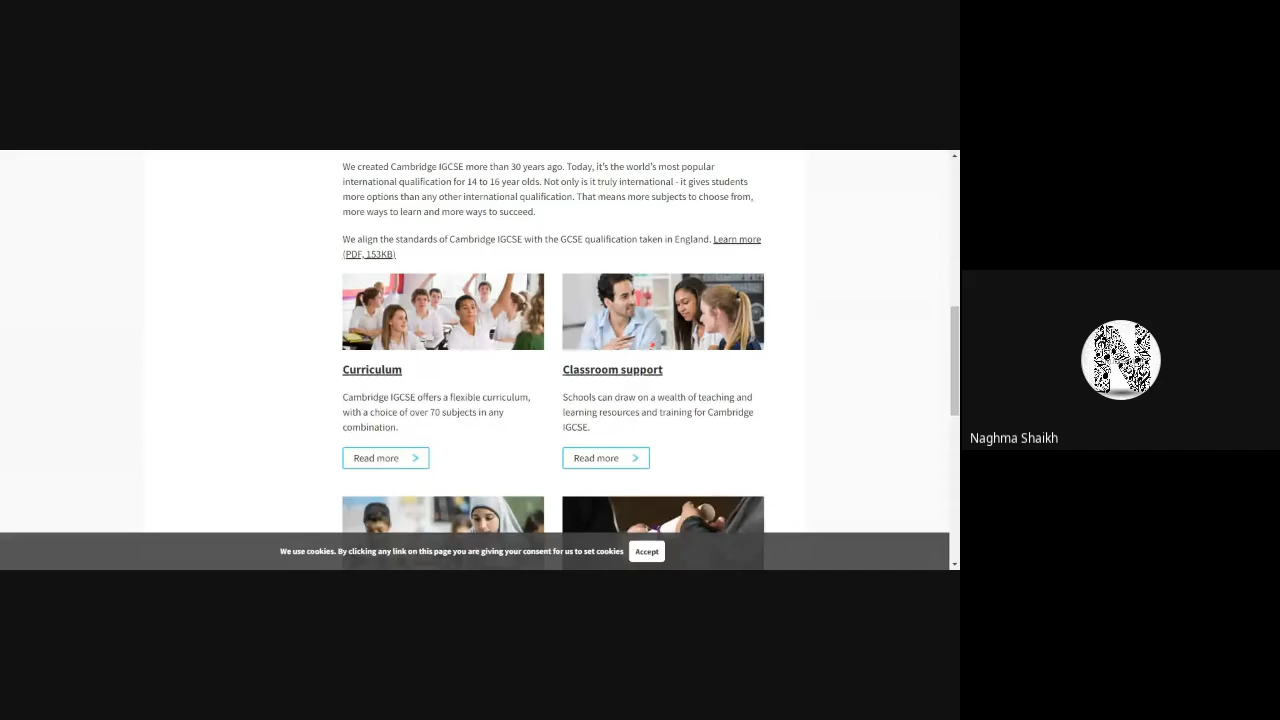 We created Cambridge IGCSE more than 30 years ago. Today, it's the world's most popular
international qualification for 14 to 16 year olds. Not only is it truly international - it gives students
more options than any other international qualification. That means more subjects to choose from,
more ways to learn and more ways to succeed.
We align the standards of Cambridge IGCSE with the GCSE qualification taken in England. Learn more
(PDF, 153KB)
Curriculum
Cambridge IGCSE offers a flexible curriculum,
with a choice of over 70 subjects in any
combination.
Read more
Classroom support
Schools can draw on a wealth of teaching and
learning resources and training for Cambridge
IGCSE.
Read more
We use cookies. By clicking any link on this page you are giving your consent for us to set cookies
Accept
N
Naghma Shaikh